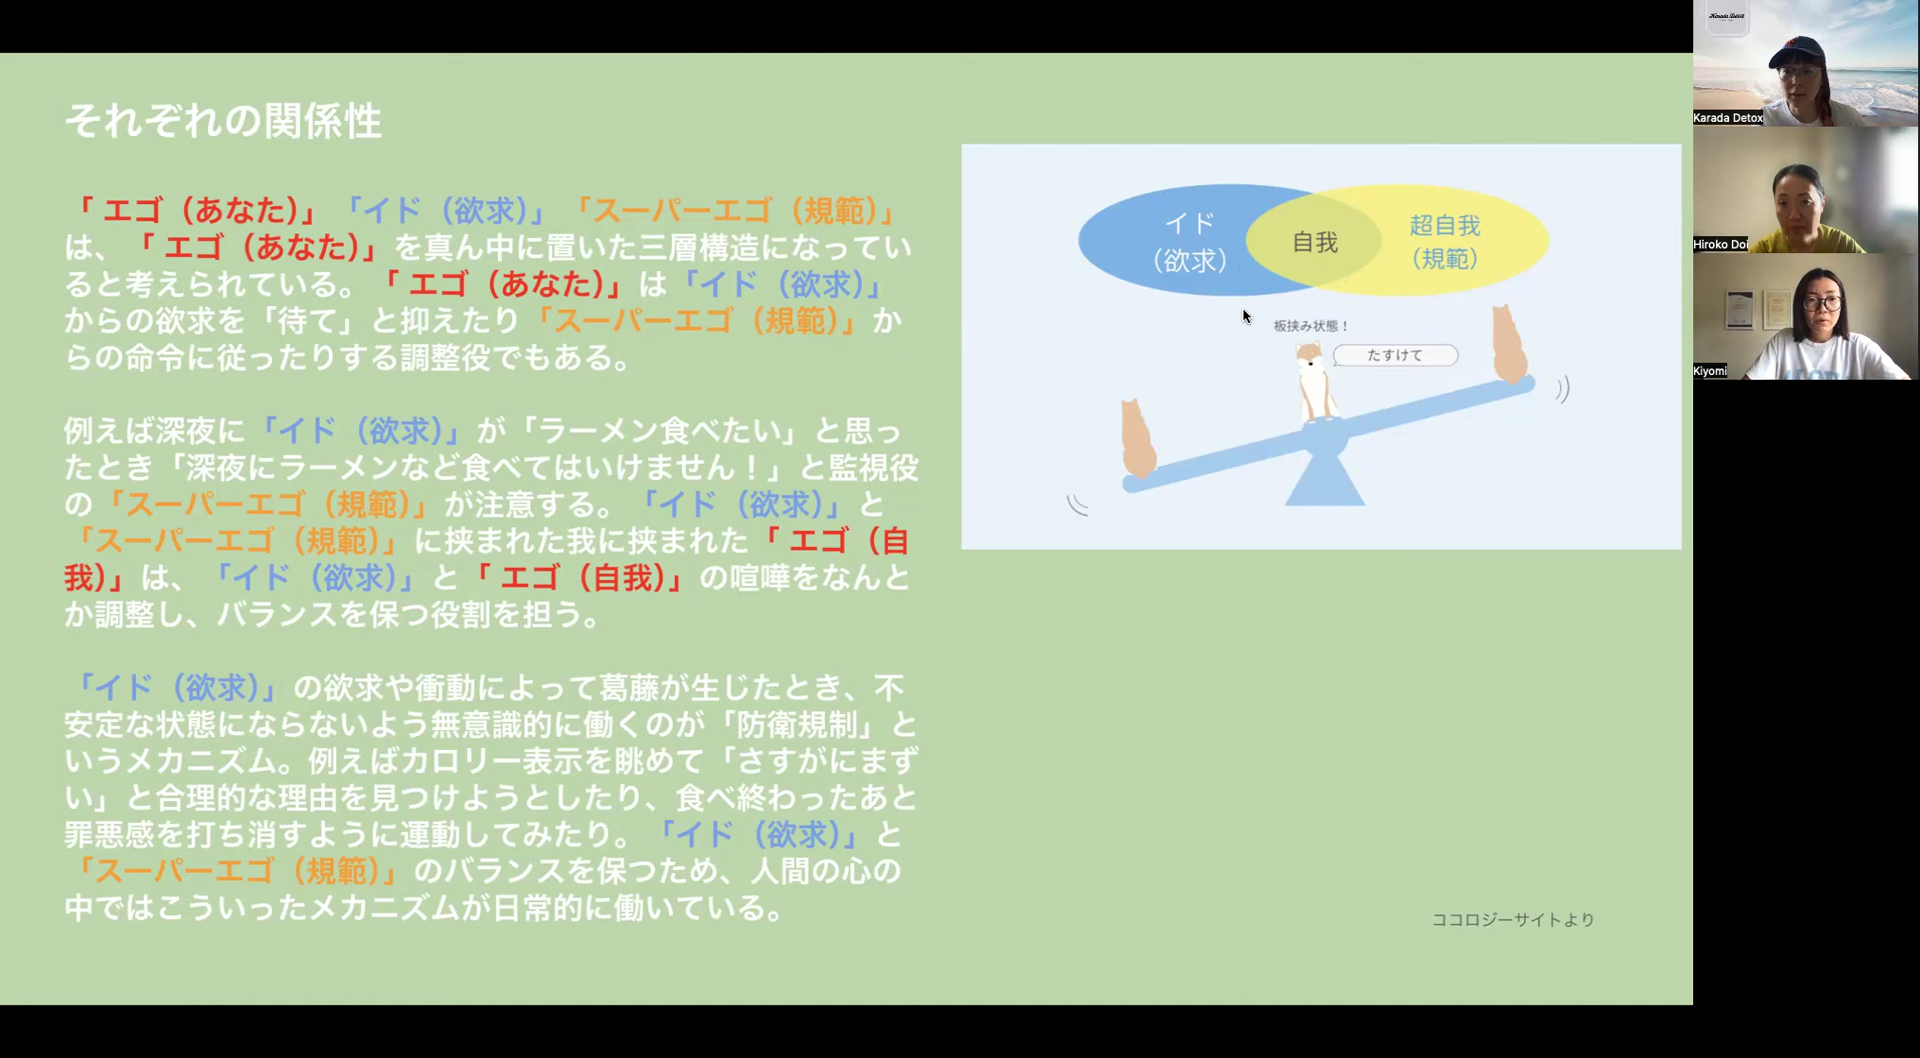 それぞれの関係性
「エゴ（あなた）」「イド（欲求）」「スーパーエゴ（規範）」
は、「エゴ（あなた）」を真ん中に置いた三層構造になってい
ると考えられている。「エゴ（あなた）」は「イド（欲求）」
からの欲求を「待て」と抑えたり「スーパーエゴ（規範）」か
らの命令に従ったりする調整役でもある。
例えば深夜に「イド（欲求）」が「ラーメン食べたい」と思っ
たとき「深夜にラーメンなど食べてはいけません！」と監視役
の「スーパーエゴ（規範）」が注意する。「イド（欲求）」と
「スーパーエゴ（規範）」に挟まれた我に挟まれた「エゴ（自
我）」は、「イド（欲求）」と「エゴ（自我）」の喧嘩をなんと
か調整し、バランスを保つ役割を担う。
「イド（欲求）」の欲求や衝動によって葛藤が生じたとき、不
安定な状態にならないよう無意識的に働くのが「防衛規制」と
いうメカニズム。例えばカロリー表示を眺めて「さすがにまず
い」と合理的な理由を見つけようとしたり、食べ終わったあと
罪悪感を打ち消すように運動してみたり。「イド（欲求）」と
「スーパーエゴ（規範）」のバランスを保つため、人間の心の
中ではこういったメカニズムが日常的に働いている。
イド
（欲求）
自我
超自我
（規範）
板挟み状態！
たすけて
ココロジーサイトより
Karada Detox
Karada Detox
Hiroko Doi
Kiyomi